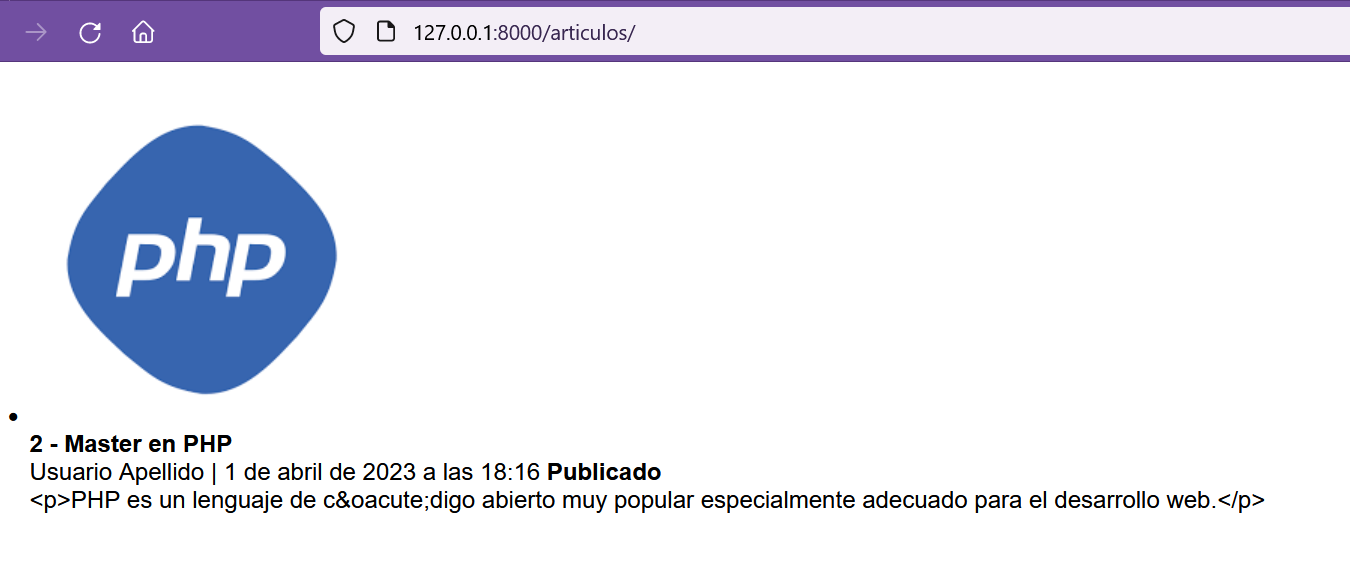 127.0.0.1:8000/articulos/
php
2 - Master en PHP
Usuario Apellido | 1 de abril de 2023 a las 18:16 Publicado
<p>PHP es un lenguaje de c&oacute;digo abierto muy popular especialmente adecuado para el desarrollo web.</p>